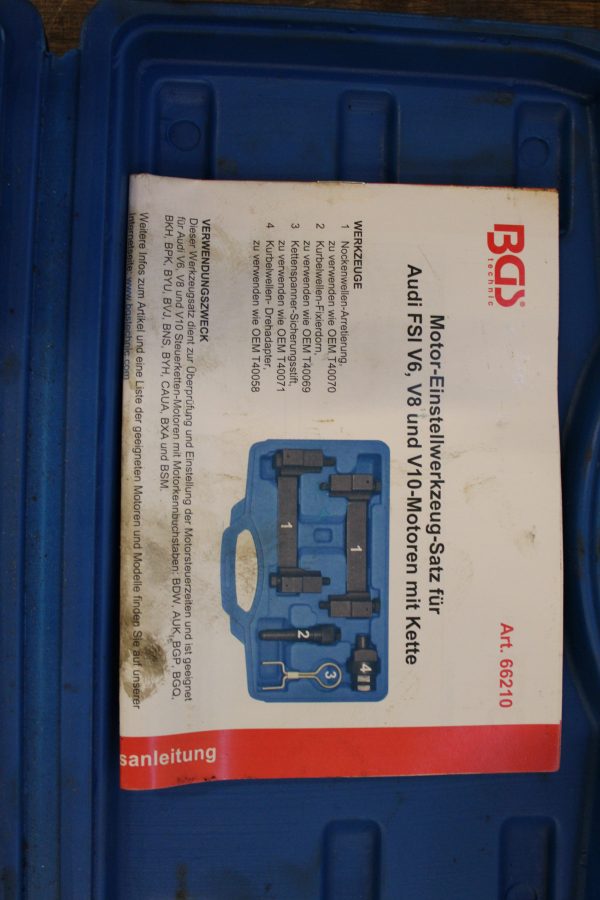 BGS®
technic
Art. 66210
Motor-Einstellwerkzeug-Satz für
Audi FSI V6, V8 und V10-Motoren mit Kette
WERKZEUGE
1 Nockenwellen-Arretierung,
zu verwenden wie OEM T40070
2 Kurbelwellen-Fixierdorn,
zu verwenden wie OEM T40069
3 Kettenspanner-Sicherungsstift,
zu verwenden wie OEM T40071
4 Kurbelwellen- Drehadapter,
zu verwenden wie OEM T40058
1
1
2
3
4
VERWENDUNGSZWECK
Dieser Werkzeugsatz dient zur Überprüfung und Einstellung der Motorsteuerzeiten und ist geeignet
für Audi V6, V8 und V10 Steuerketten-Motoren mit Motorkennbuchstaben: BDW, AUK, BGP, BGQ,
BKH, BPK, BYU, BVJ, BNS, BYH, CAUA, BXA und BSM.
Weitere Infos zum Artikel und eine Liste der geeigneten Motoren und Modelle finden Sie auf unserer
Internetseite: www.bgstechnic.com
sanleitung